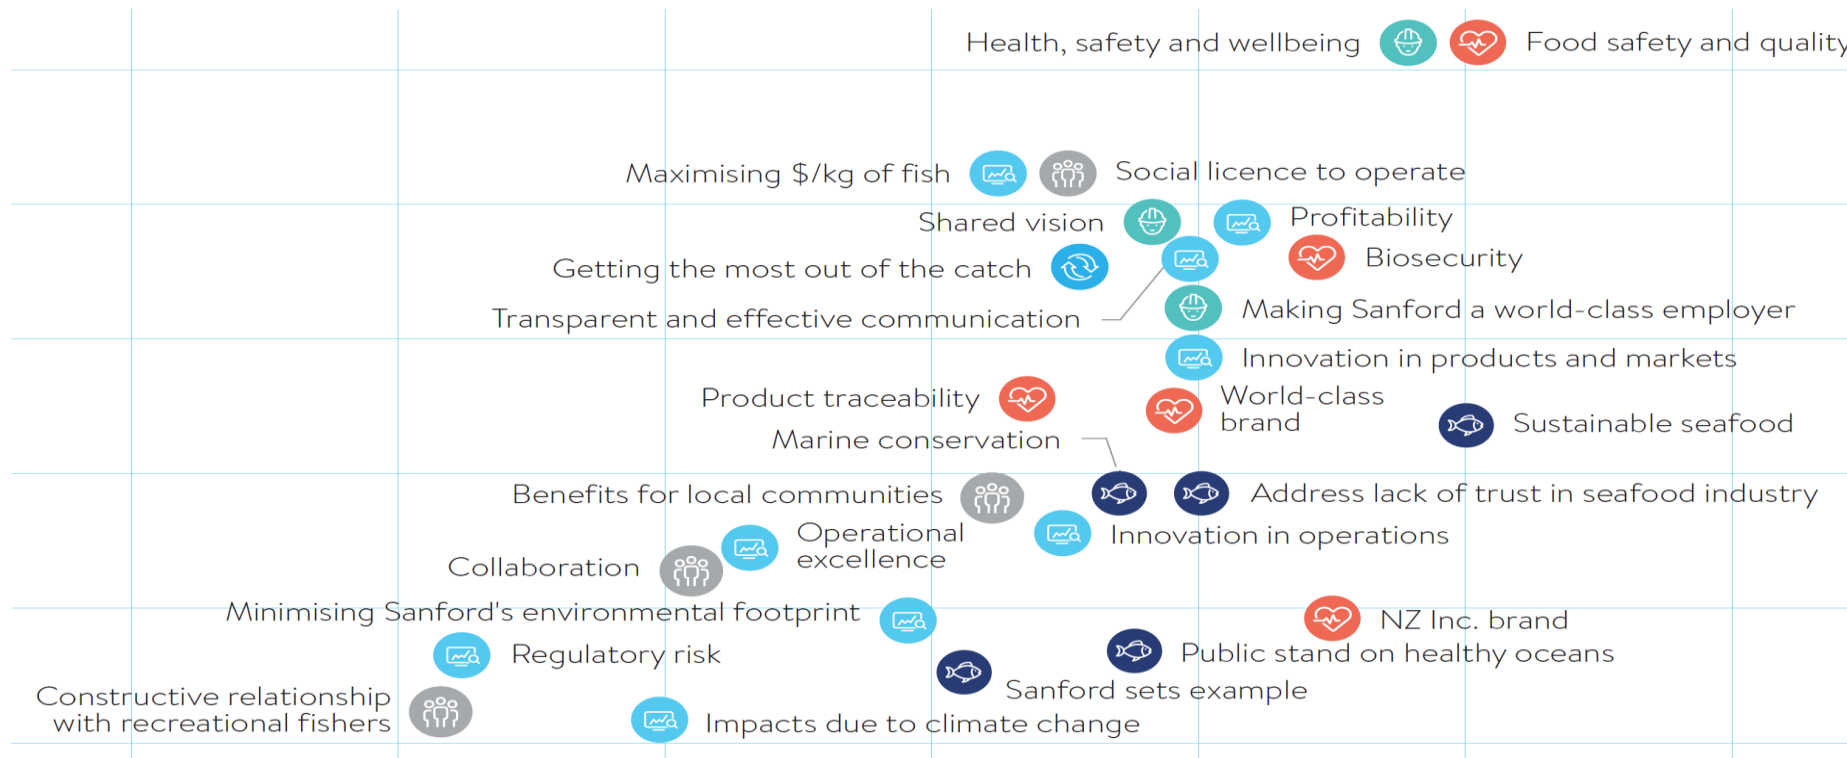 Health, safety and wellbeing
Food safety and quality
Maximising $/kg of fish
Social licence to operate
Shared vision
Profitability
Biosecurity
Getting the most out of the catch
Transparent and effective communication
Making Sanford a world-class employer
Innovation in products and markets
Product traceability
World-class
brand
Sustainable seafood
Marine conservation
Benefits for local communities
Address lack of trust in seafood industry
Operational
excellence
Innovation in operations
Collaboration
Minimising Sanford's environmental footprint
NZ Inc. brand
Regulatory risk
Public stand on healthy oceans
Sanford sets example
Constructive relationship
with recreational fishers
Impacts due to climate change